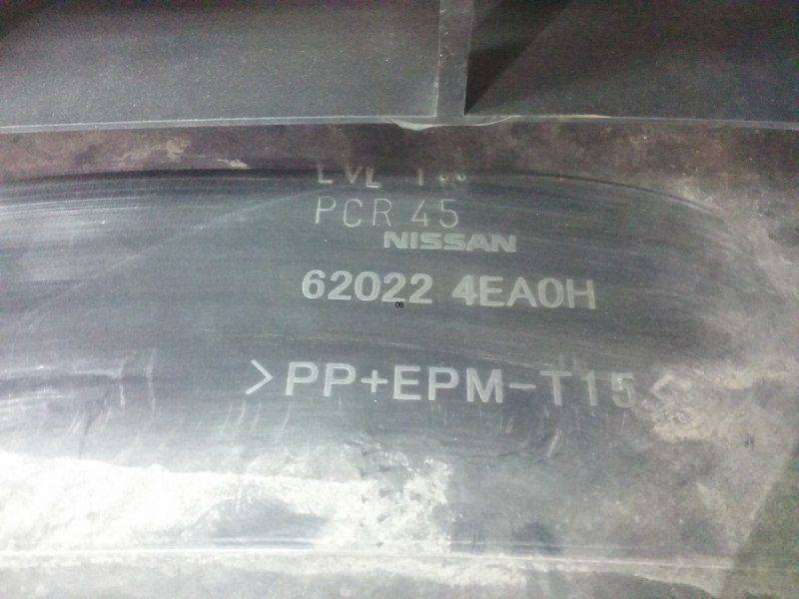 PCR 45
NISSAN
62022 4EA0H
>PP+EPM-T15<